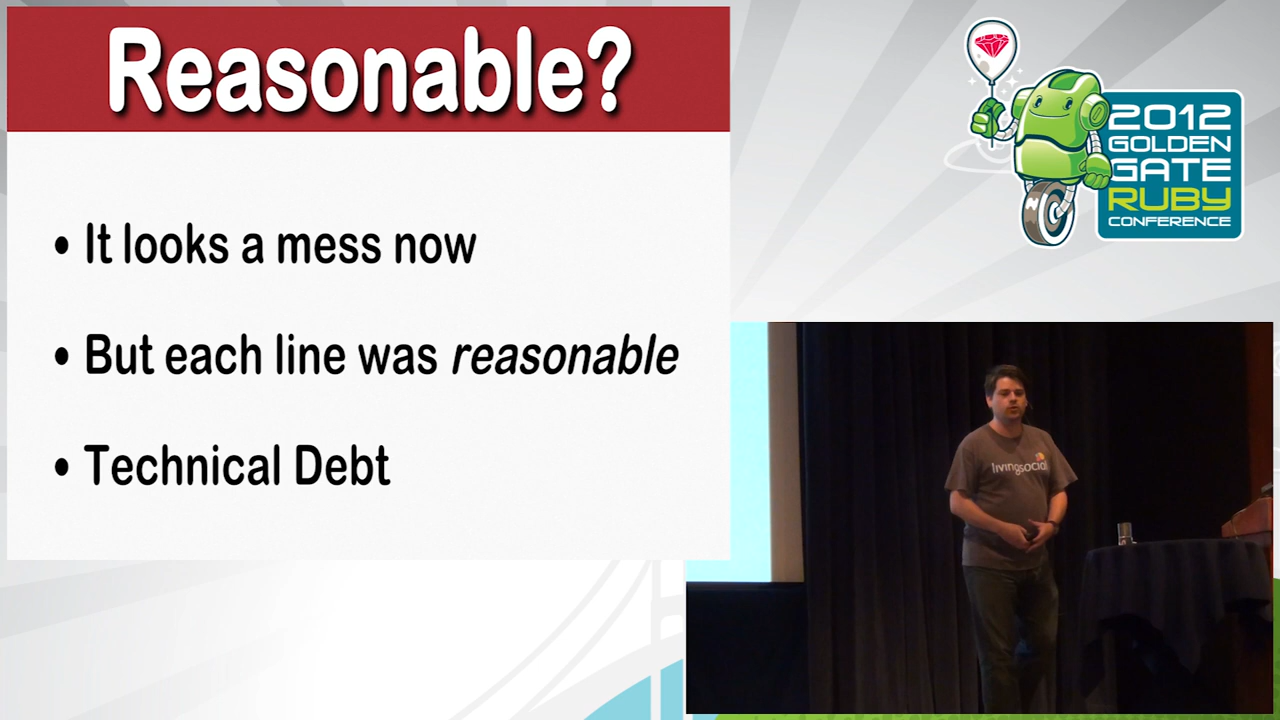 Reasonable?
• It looks a mess now
• But each line was reasonable
• Technical Debt
2012
GOLDEN
GATE
RUBY
CONFERENCE
livingsocial